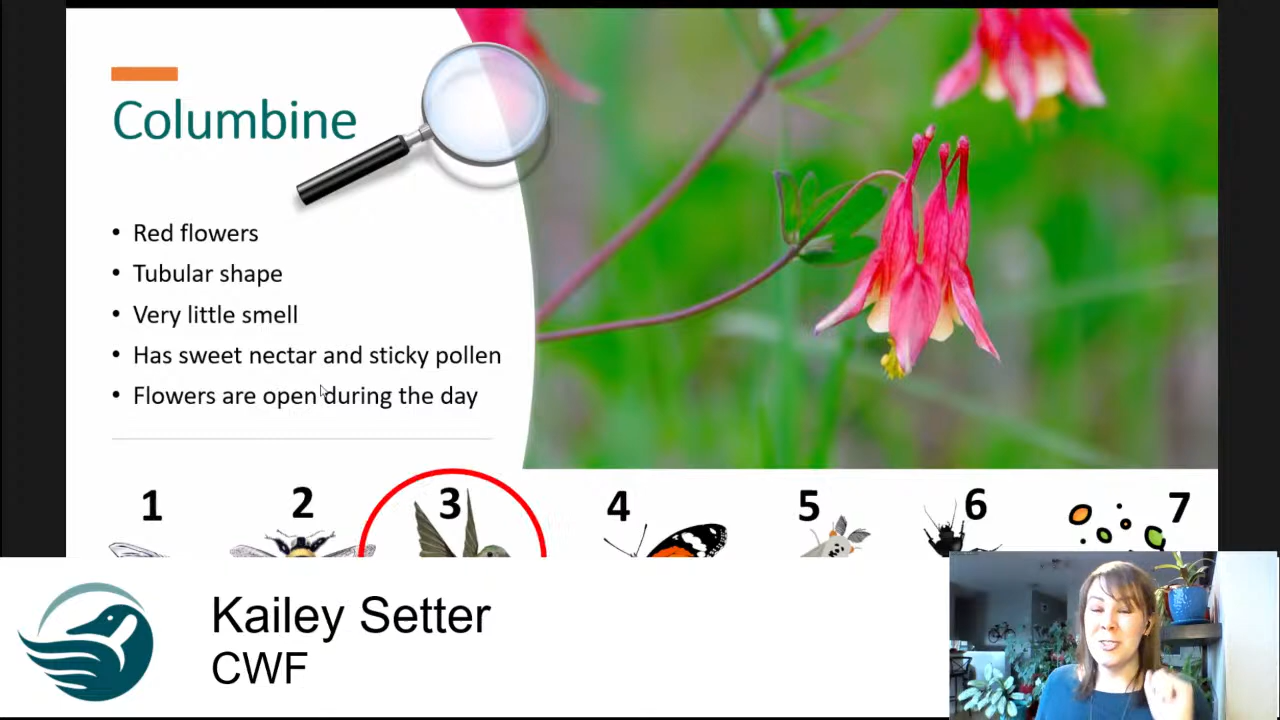 Columbine
• Red flowers
• Tubular shape
• Very little smell
• Has sweet nectar and sticky pollen
• Flowers are open during the day
1 2 3 4 5 6 7
Kailey Setter
CWF